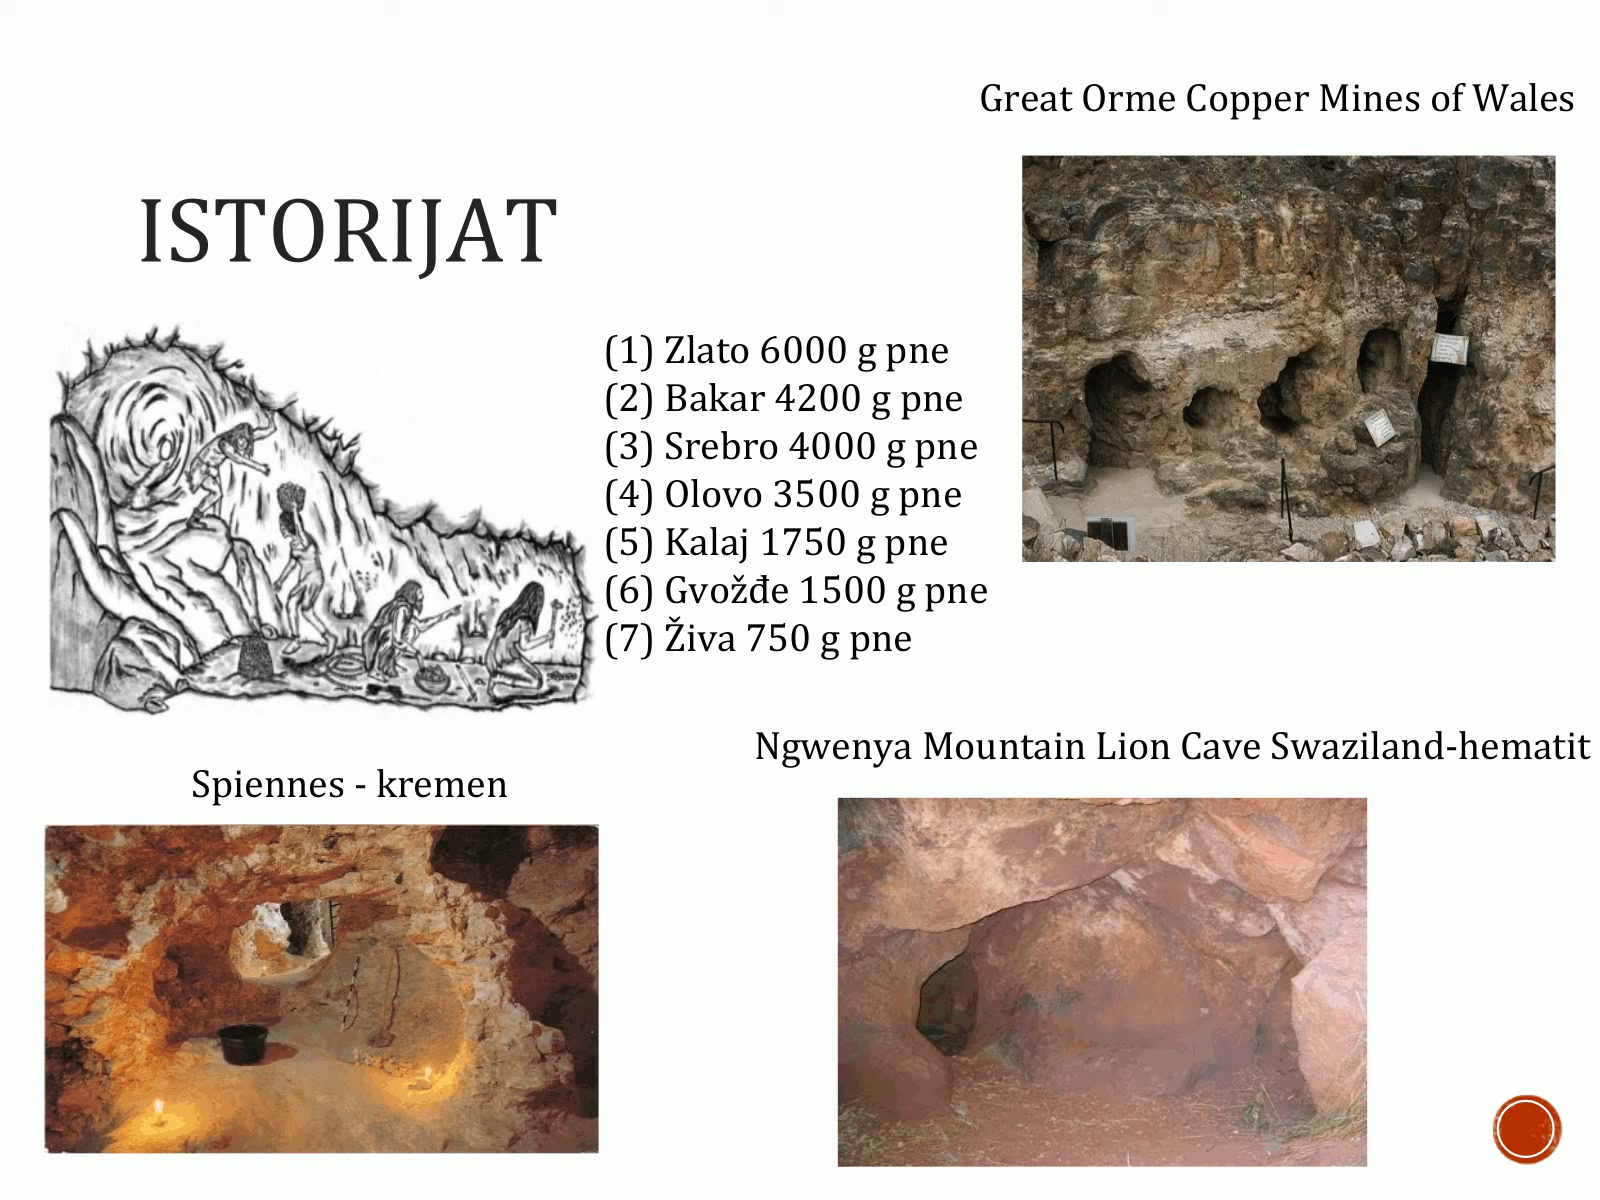 Great Orme Copper Mines of Wales
ISTORIJAT
(1) Zlato 6000 g pne
(2) Bakar 4200 g pne
(3) Srebro 4000 g pne
(4) Olovo 3500 g pne
(5) Kalaj 1750 g pne
(6) Gvožđe 1500 g pne
(7) Živa 750 g pne
Ngwenya Mountain Lion Cave Swaziland-hematit
Spiennes - kremen